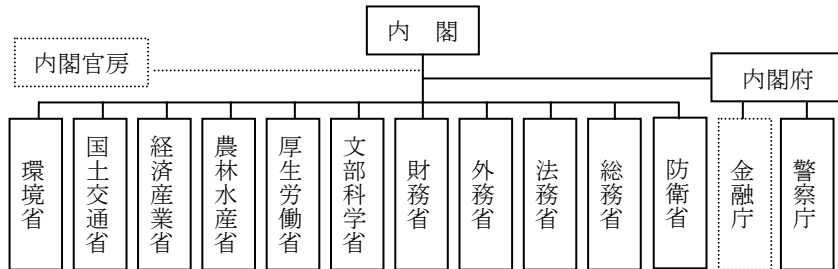 内　閣
内閣官房
内閣府
環境省
国土交通省
経済産業省
農林水産省
厚生労働省
文部科学省
財務省
外務省
法務省
総務省
防衛省
金融庁
警察庁